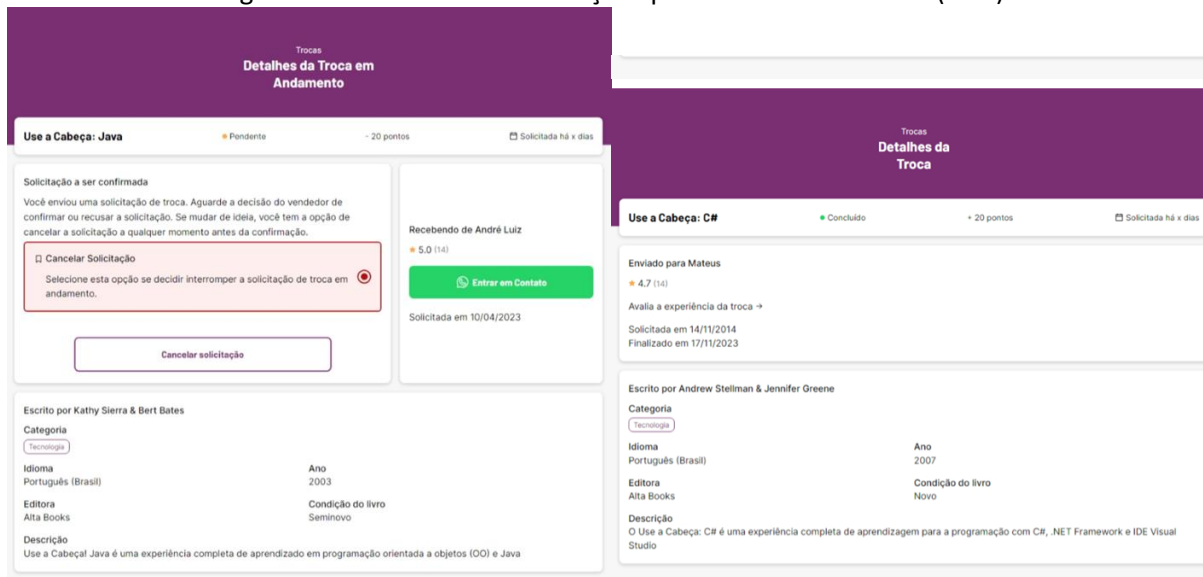 Trocas
Detalhes da Troca em
Andamento
Use a Cabeça: Java
Pendente
- 20 pontos
Solicitada há x dias
Solicitação a ser confirmada
Você enviou uma solicitação de troca. Aguarde a decisão do vendedor de
confirmar ou recusar a solicitação. Se mudar de ideia, você tem a opção de
cancelar a solicitação a qualquer momento antes da confirmação.
Cancelar Solicitação
Selecione esta opção se decidir interromper a solicitação de troca em
andamento.
Cancelar solicitação
Recebendo de André Luiz
5.0 (14)
Entrar em Contato
Solicitada em 10/04/2023
Escrito por Kathy Sierra & Bert Bates
Categoria
Tecnologia
Idioma
Português (Brasil)
Ano
2003
Editora
Alta Books
Condição do livro
Seminovo
Descrição
Use a Cabeça! Java é uma experiência completa de aprendizado em programação orientada a objetos (OO) e Java
Trocas
Detalhes da
Troca
Use a Cabeça: C#
Concluído
+ 20 pontos
Solicitada há x dias
Enviado para Mateus
4.7 (14)
Avalia a experiência da troca →
Solicitada em 14/11/2014
Finalizado em 17/11/2023
Escrito por Andrew Stellman & Jennifer Greene
Categoria
Tecnologia
Idioma
Português (Brasil)
Ano
2007
Editora
Alta Books
Condição do livro
Novo
Descrição
O Use a Cabeça: C# é uma experiência completa de aprendizagem para a programação com C#, .NET Framework e IDE Visual
Studio